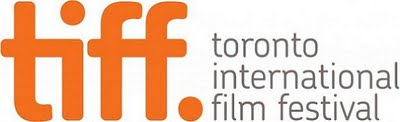 tiff.
toronto
international
film festival